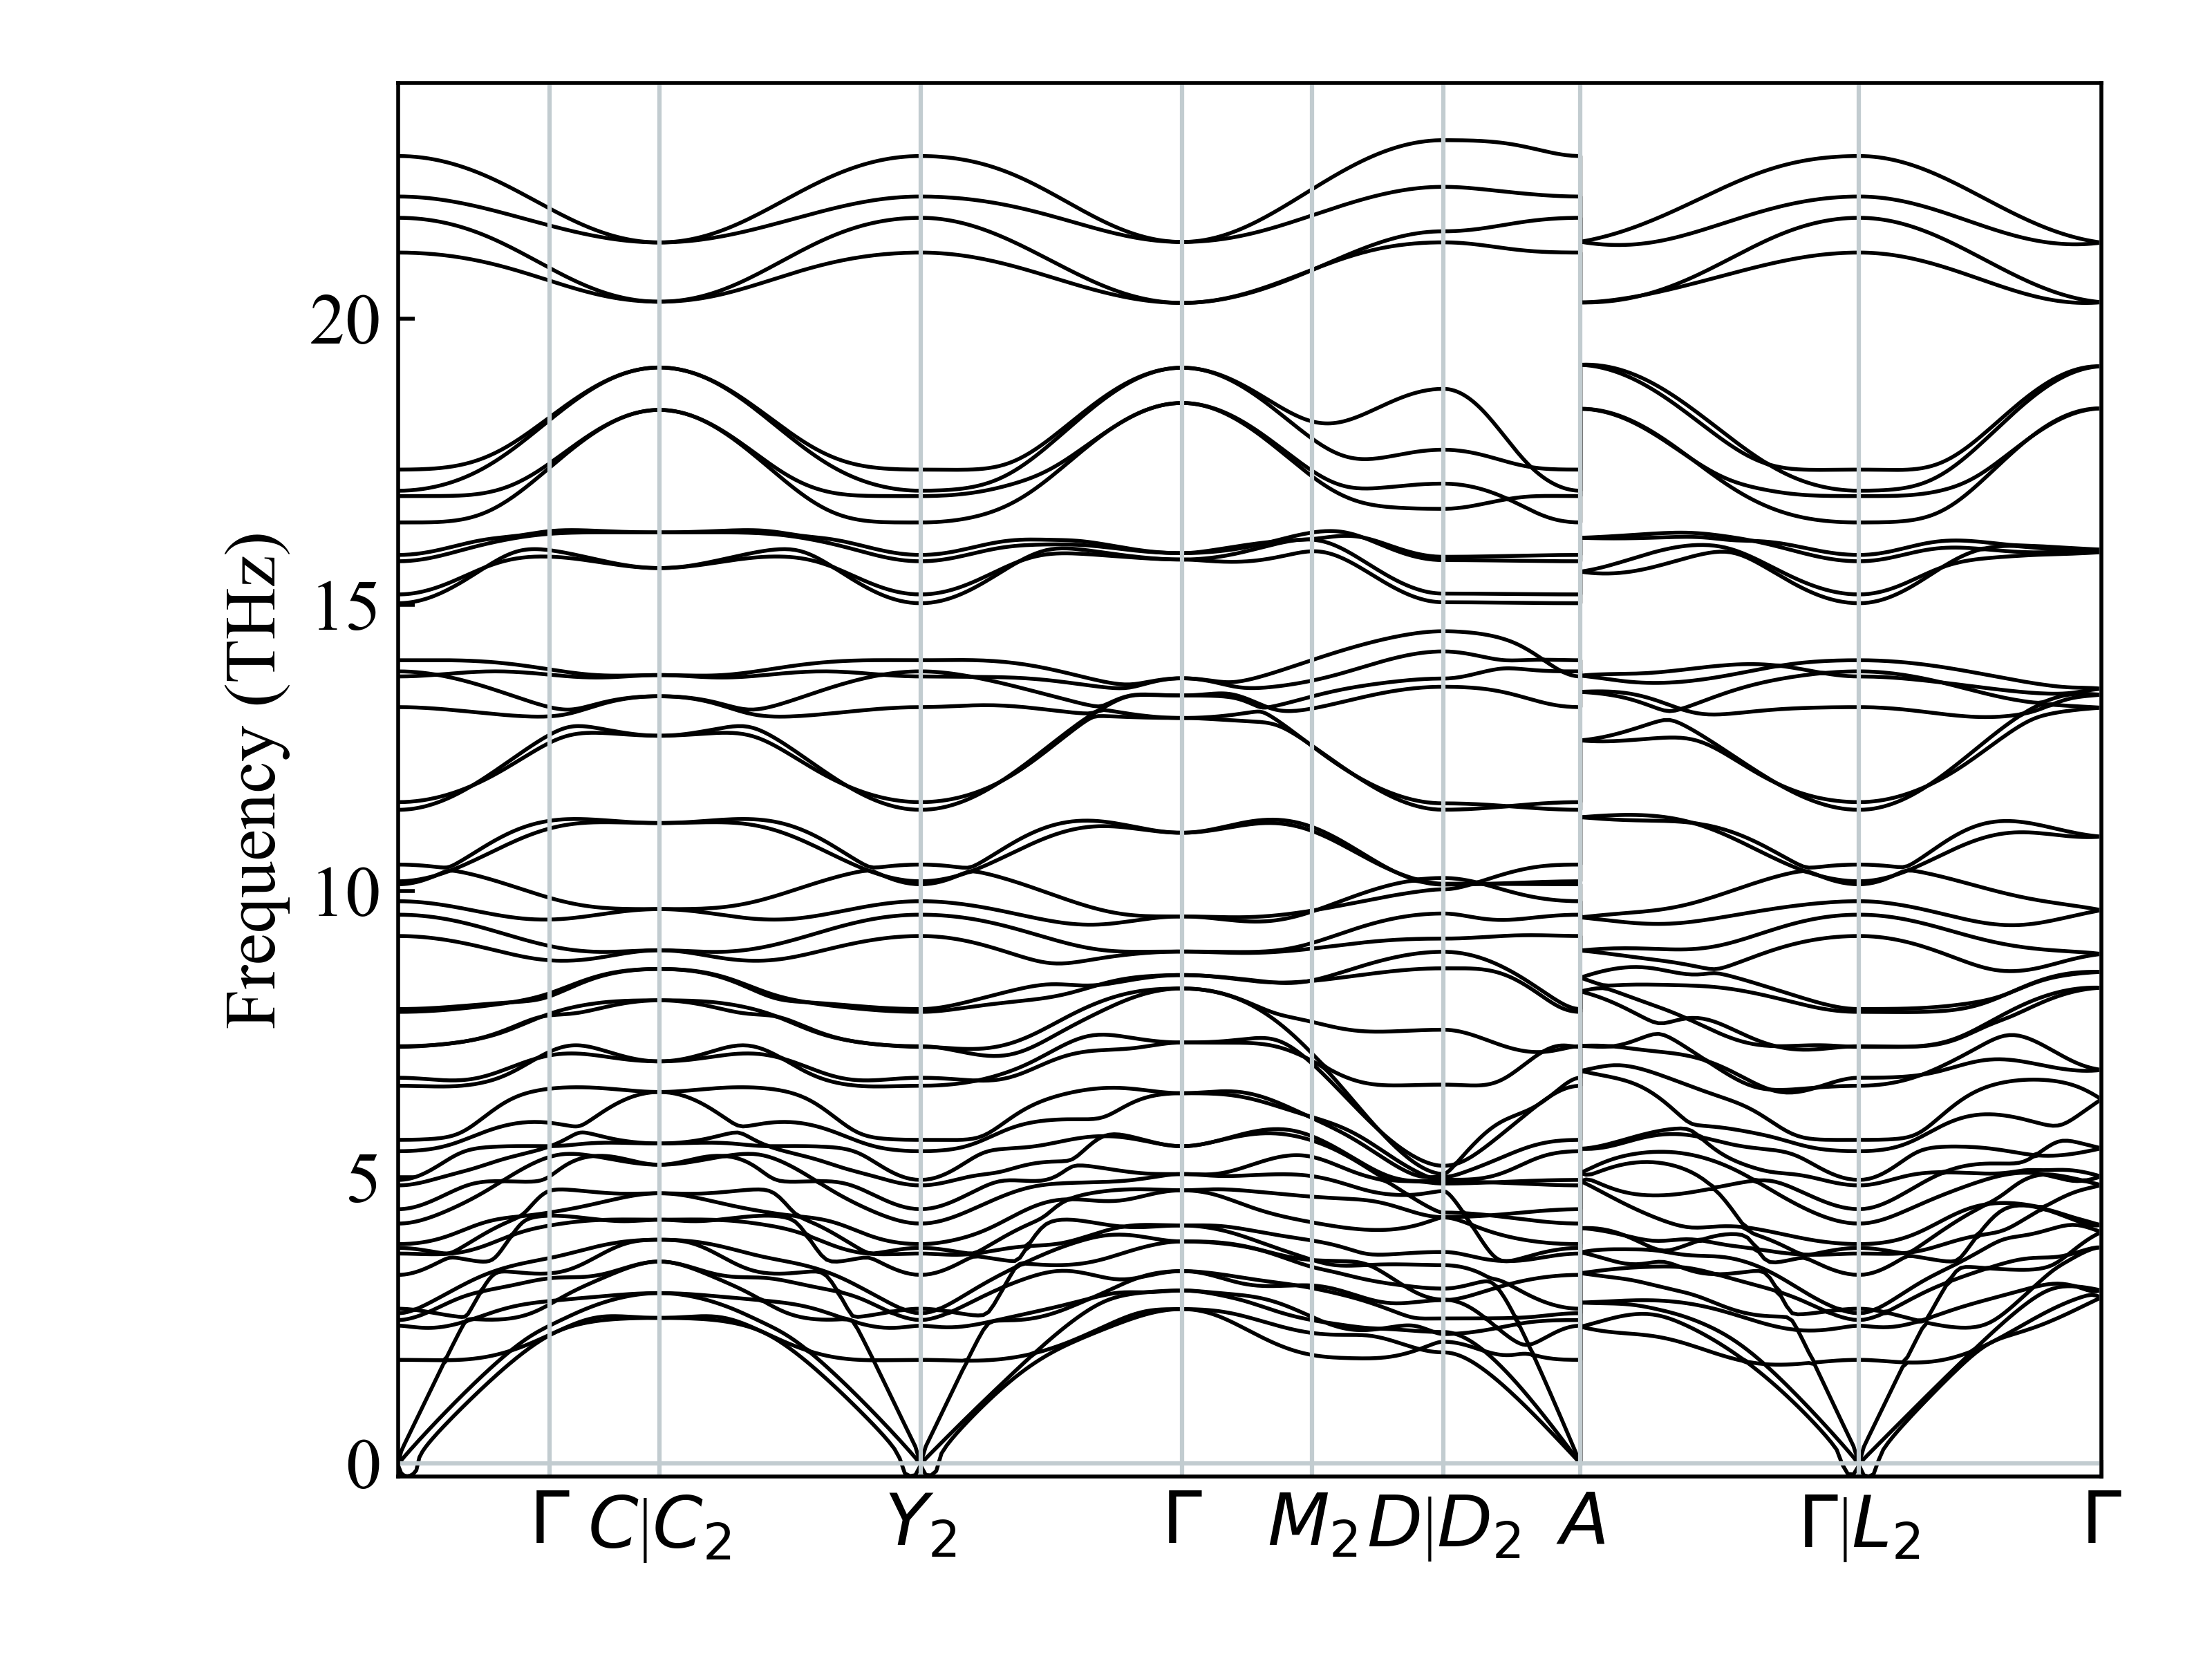 Frequency (THz)
20
15
10
5
0
Γ C|C₂ Y₂ Γ M₂ D|D₂ A Γ|L₂ Γ